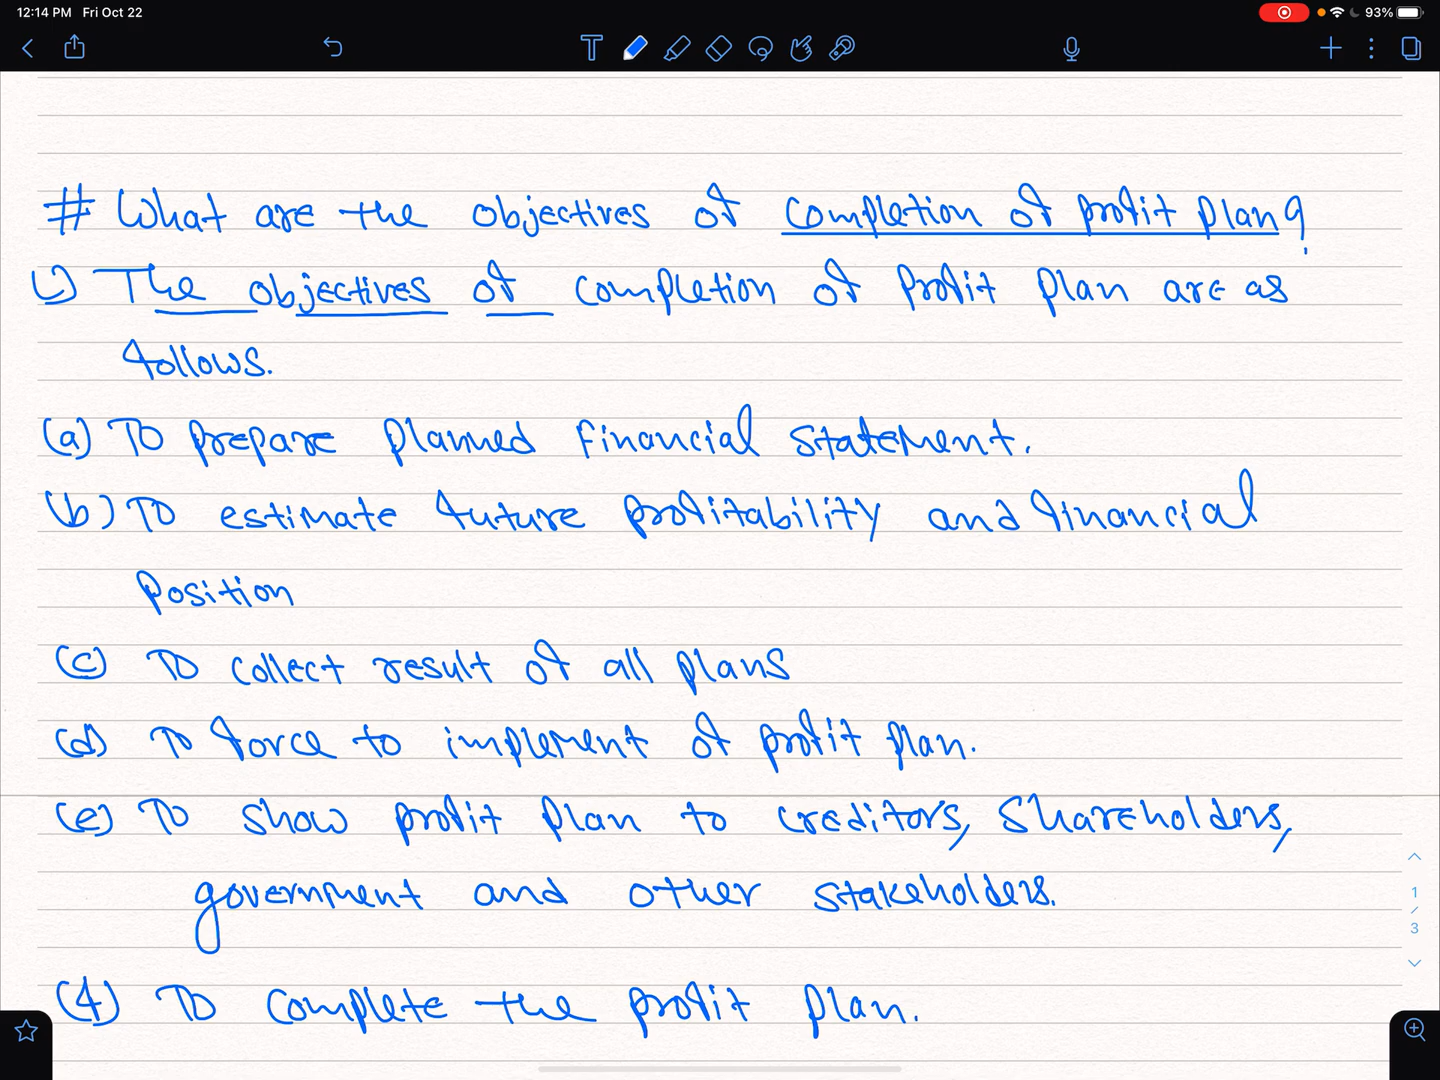 12:14 PM Fri Oct 22 93%
# What are the objectives of completion of profit plan?
The objectives of completion of profit plan are as
follows.
(a) To prepare planned financial statement.
(b) To estimate future profitability and financial
position
(c) To collect result of all plans
(d) To force to implement of profit plan.
(e) To show profit plan to creditors, shareholders,
government and other stakeholders.
(f) To complete the profit plan.
1
/
3